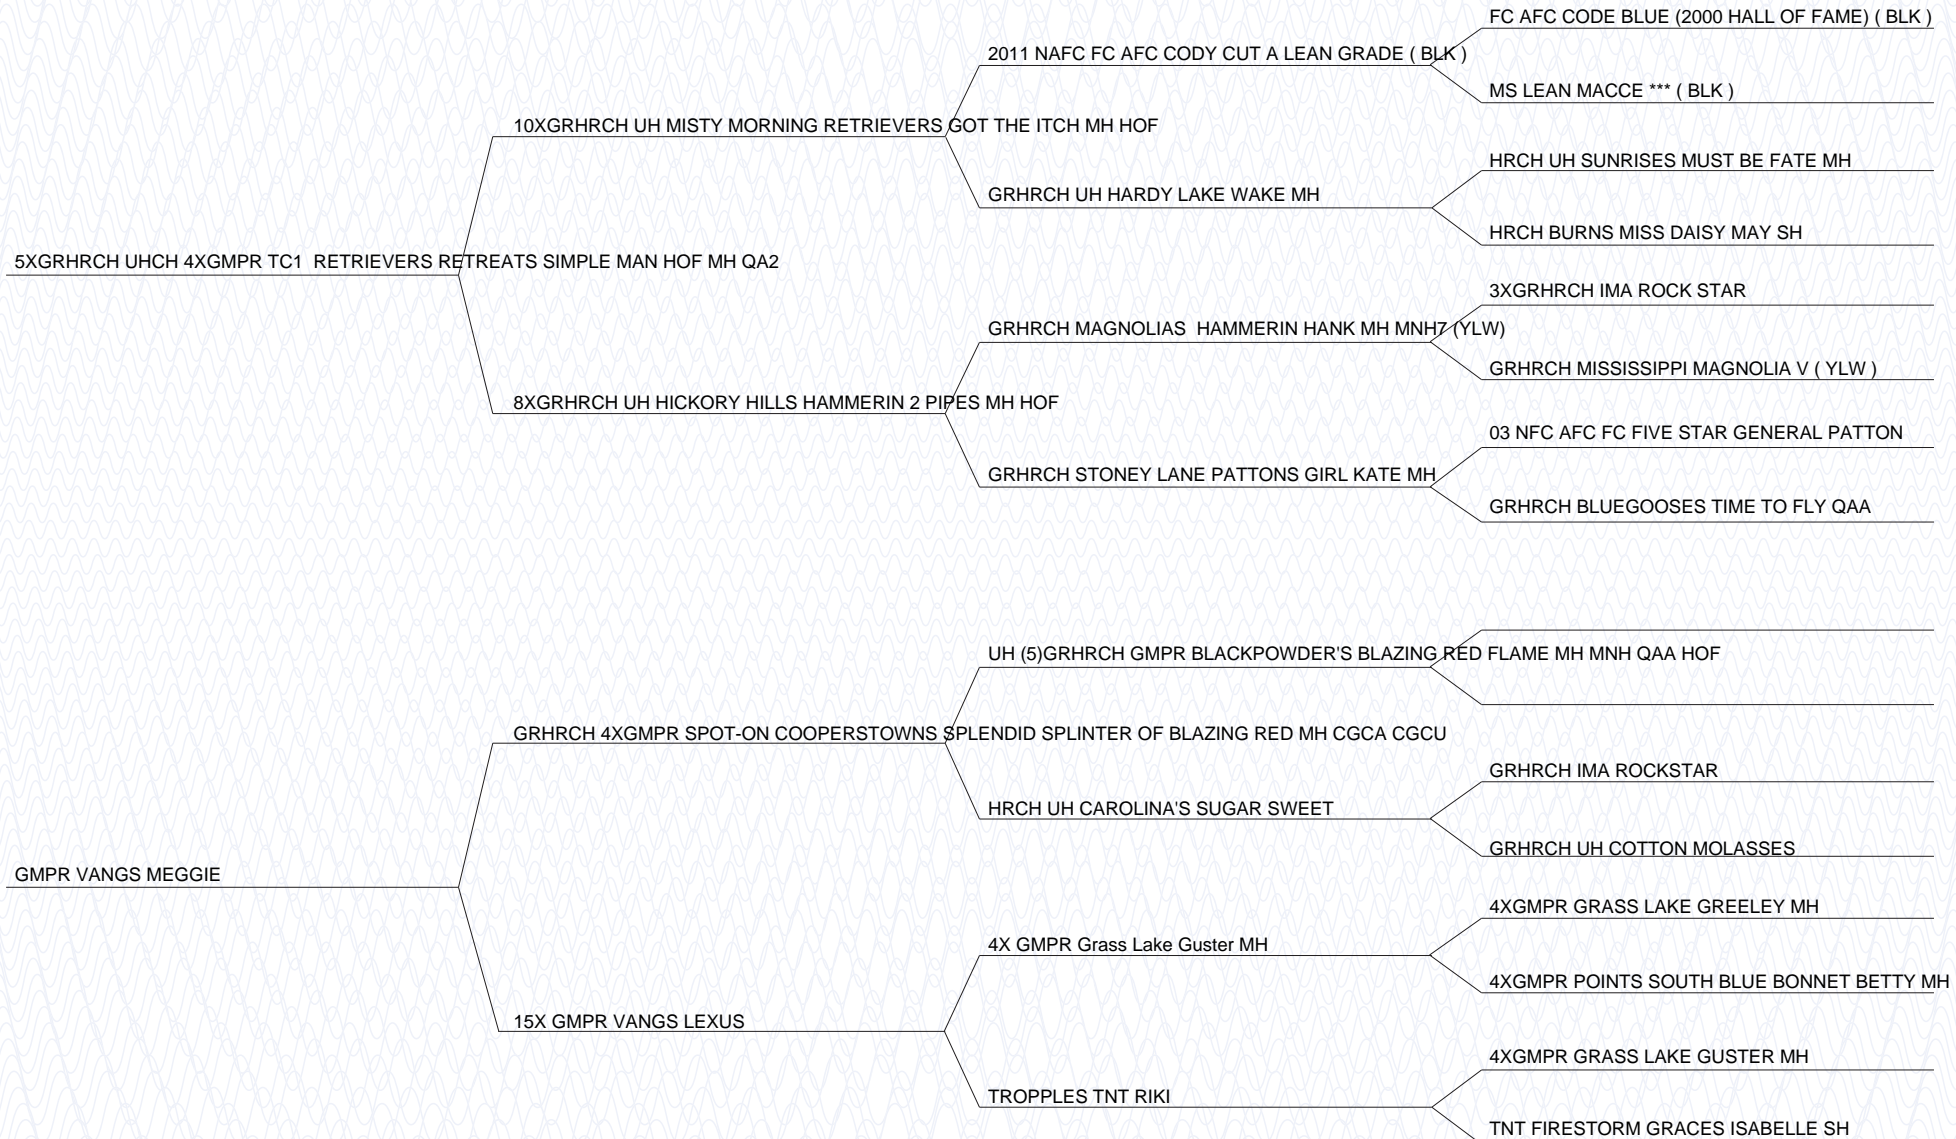 FC AFC CODE BLUE (2000 HALL OF FAME) ( BLK )
2011 NAFC FC AFC CODY CUT A LEAN GRADE ( BLK )
MS LEAN MACCE *** ( BLK )
10XGRHRCH UH MISTY MORNING RETRIEVERS GOT THE ITCH MH HOF
HRCH UH SUNRISES MUST BE FATE MH
GRHRCH UH HARDY LAKE WAKE MH
HRCH BURNS MISS DAISY MAY SH
5XGRHRCH UHCH 4XGMPR TC1  RETRIEVERS RETREATS SIMPLE MAN HOF MH QA2
3XGRHRCH IMA ROCK STAR
GRHRCH MAGNOLIAS  HAMMERIN HANK MH MNH7 (YLW)
GRHRCH MISSISSIPPI MAGNOLIA V ( YLW )
8XGRHRCH UH HICKORY HILLS HAMMERIN 2 PIPES MH HOF
03 NFC AFC FC FIVE STAR GENERAL PATTON
GRHRCH STONEY LANE PATTONS GIRL KATE MH
GRHRCH BLUEGOOSES TIME TO FLY QAA
UH (5)GRHRCH GMPR BLACKPOWDER'S BLAZING RED FLAME MH MNH QAA HOF
GRHRCH 4XGMPR SPOT-ON COOPERSTOWNS SPLENDID SPLINTER OF BLAZING RED MH CGCA CGCU
GRHRCH IMA ROCKSTAR
HRCH UH CAROLINA'S SUGAR SWEET
GRHRCH UH COTTON MOLASSES
GMPR VANGS MEGGIE
4XGMPR GRASS LAKE GREELEY MH
4X GMPR Grass Lake Guster MH
4XGMPR POINTS SOUTH BLUE BONNET BETTY MH
15X GMPR VANGS LEXUS
4XGMPR GRASS LAKE GUSTER MH
TROPPLES TNT RIKI
TNT FIRESTORM GRACES ISABELLE SH